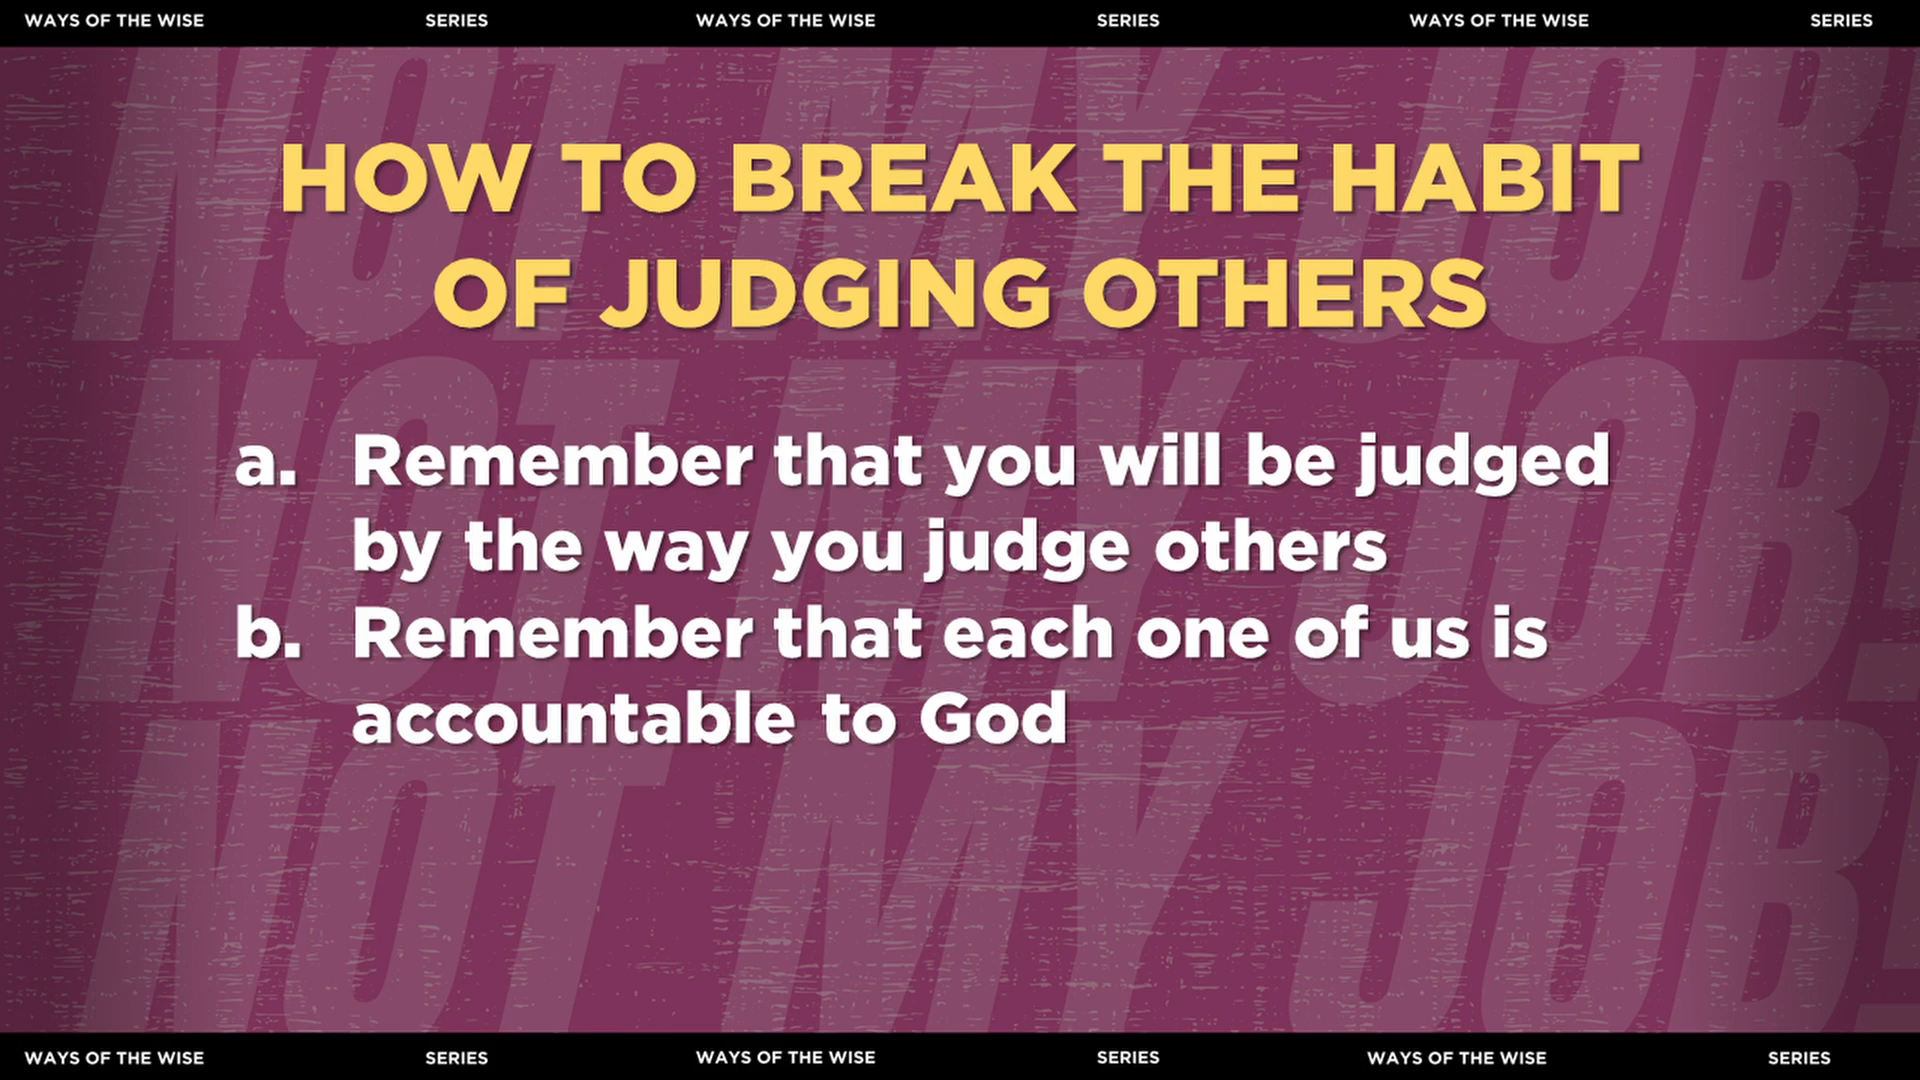 WAYS OF THE WISE SERIES WAYS OF THE WISE SERIES WAYS OF THE WISE SERIES
NOT MY JOB!
HOW TO BREAK THE HABIT
OF JUDGING OTHERS
NOT MY JOB!
a. Remember that you will be judged
by the way you judge others
b. Remember that each one of us is
accountable to God
NOT MY JOB!
WAYS OF THE WISE SERIES WAYS OF THE WISE SERIES WAYS OF THE WISE SERIES